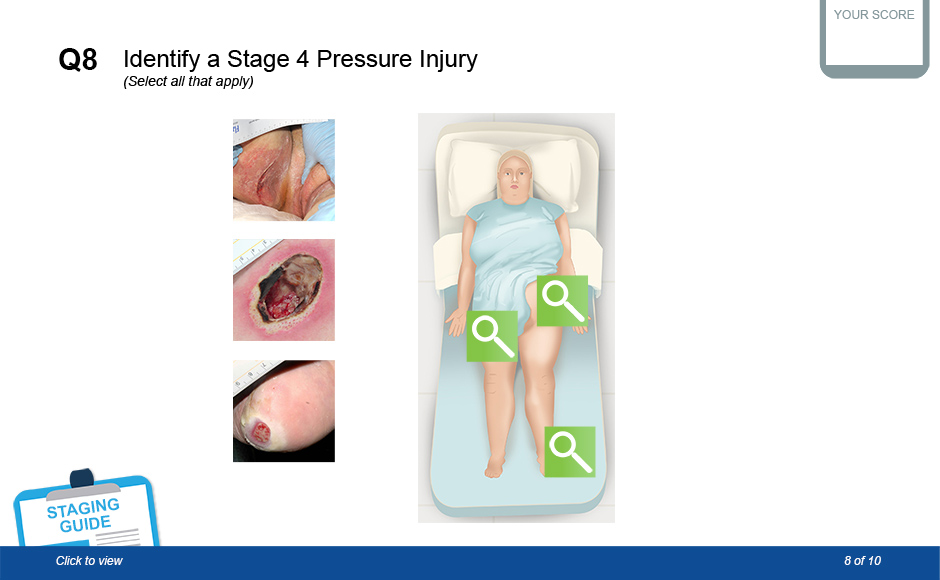 YOUR SCORE
Q8 Identify a Stage 4 Pressure Injury
(Select all that apply)
STAGING
GUIDE
Click to view
8 of 10